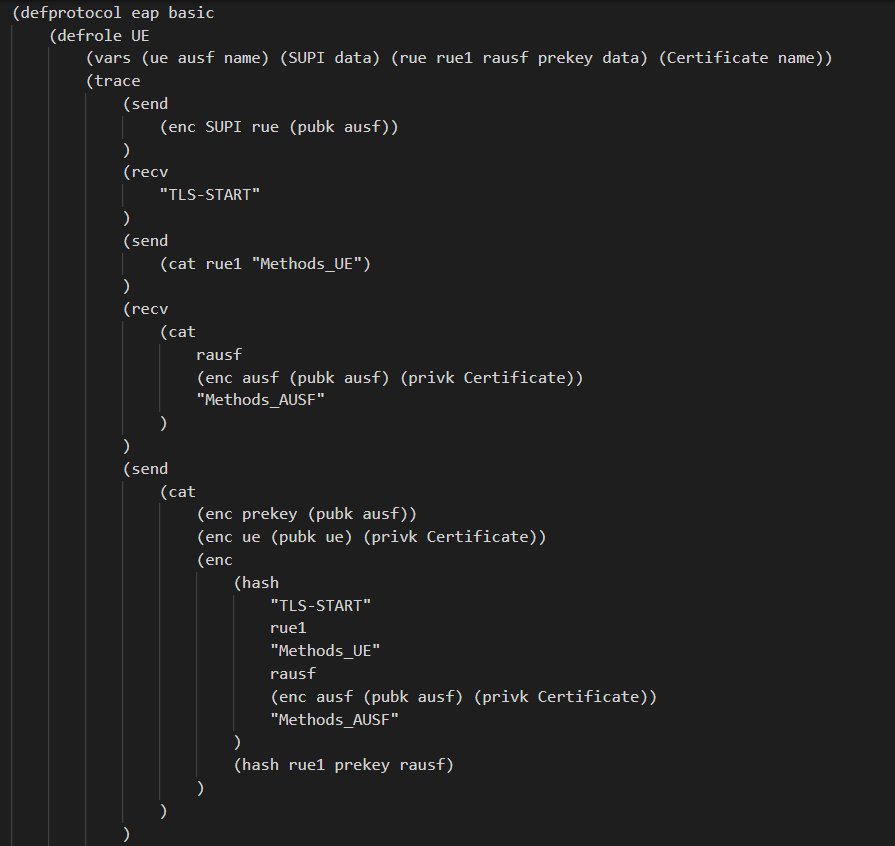 (defprotocol eap basic
(defrole UE
(vars (ue ausf name) (SUPI data) (rue rue1 rausf prekey data) (Certificate name))
(trace
(send
(enc SUPI rue (pubk ausf))
)
(recv
"TLS-START"
)
(send
(cat rue1 "Methods_UE")
)
(recv
(cat
rausf
(enc ausf (pubk ausf) (privk Certificate))
"Methods_AUSF"
)
)
(send
(cat
(enc prekey (pubk ausf))
(enc ue (pubk ue) (privk Certificate))
(enc
(hash
"TLS-START"
rue1
"Methods_UE"
rausf
(enc ausf (pubk ausf) (privk Certificate))
"Methods_AUSF"
)
(hash rue1 prekey rausf)
)
)
)